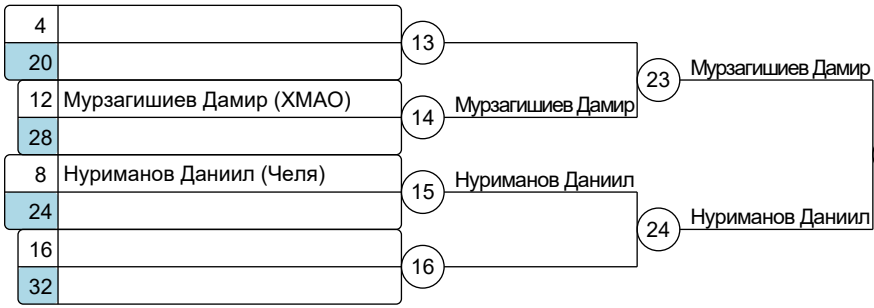 4
13
20
23
Мурзагишиев Дамир
12 Мурзагишиев Дамир (ХМАО)
14
Мурзагишиев Дамир
28
8 Нуриманов Даниил (Челя)
15
Нуриманов Даниил
24
24
Нуриманов Даниил
16
16
32